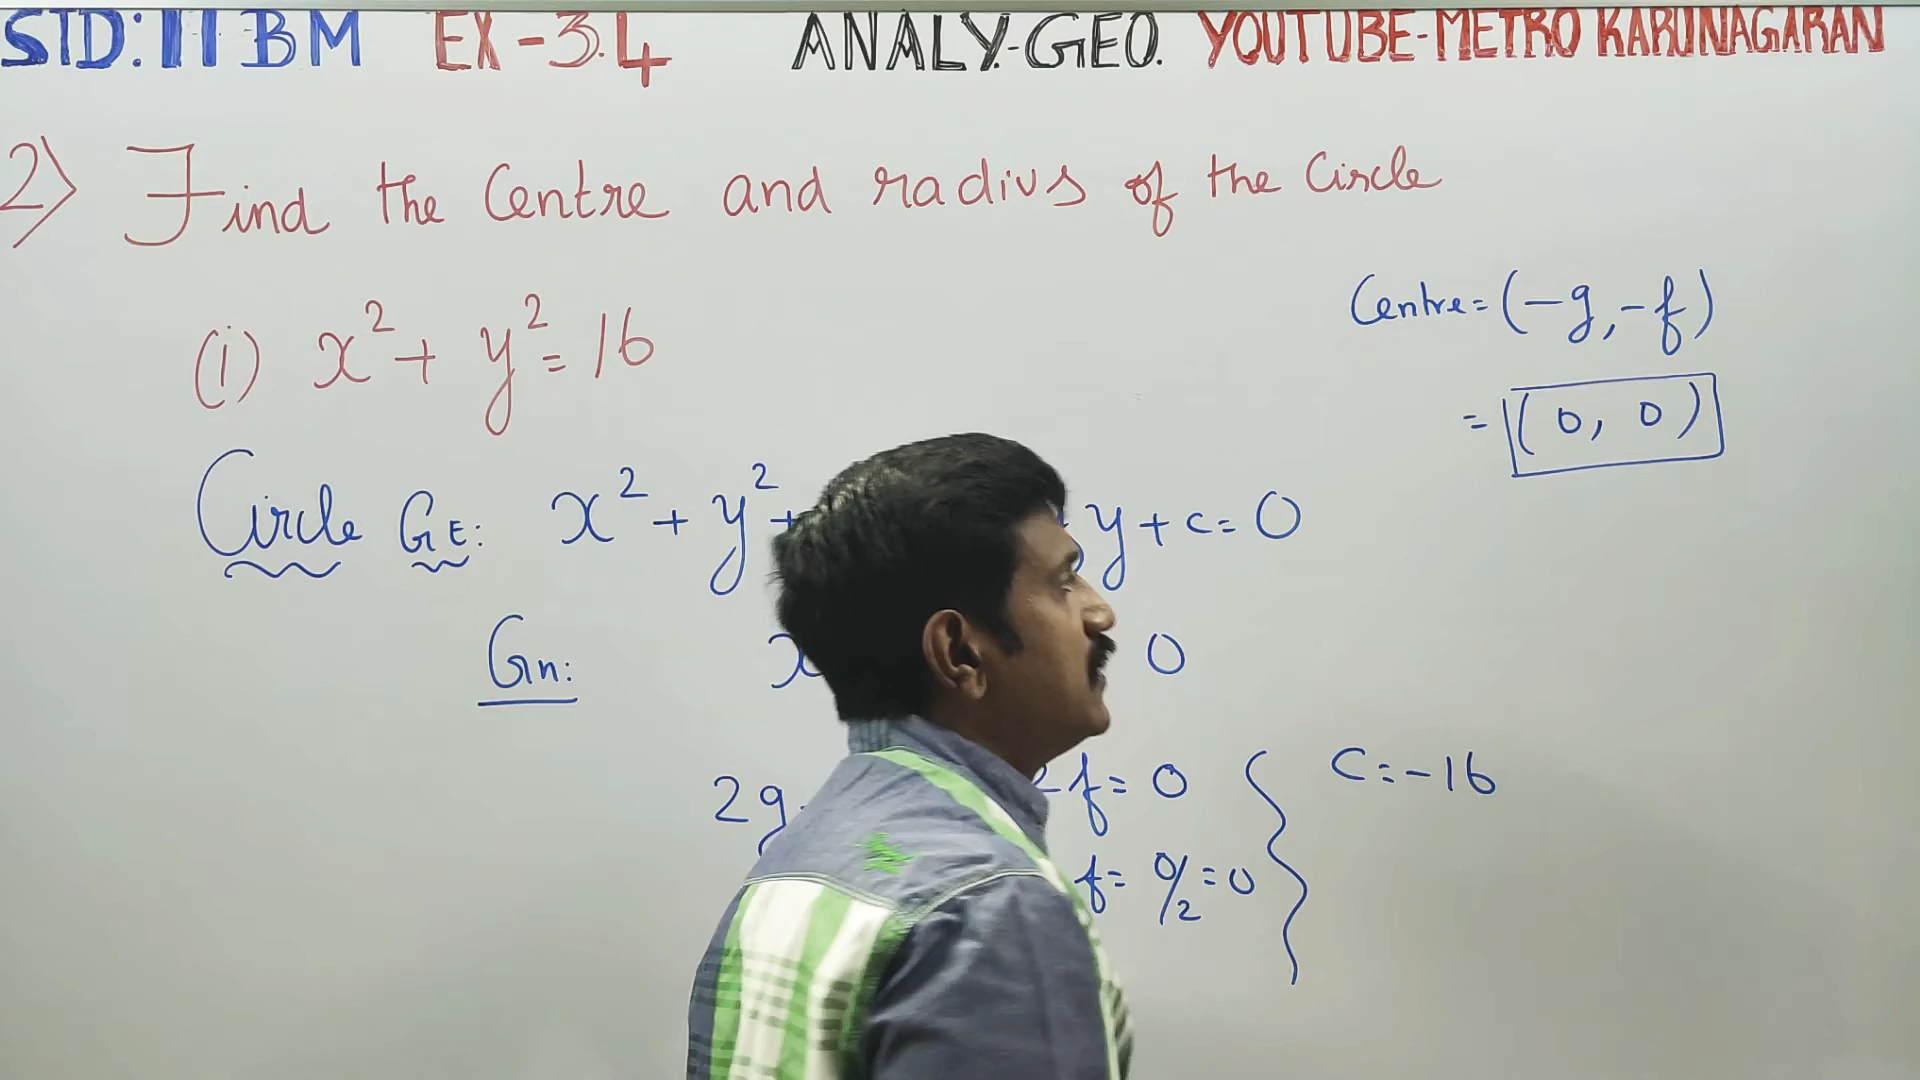 STD: 11 BM EX-3.4 ANALY.-GEO. YOUTUBE-METRO KARUNAGARAN
2) Find the Centre and radius of the Circle
(i) x² + y² = 16
Centre = (-g, -f)
= (0, 0)
Circle GE: x² + y² + y + c = 0
Gn: x 0
2g f = 0 C = -16
f = 0/2 = 0